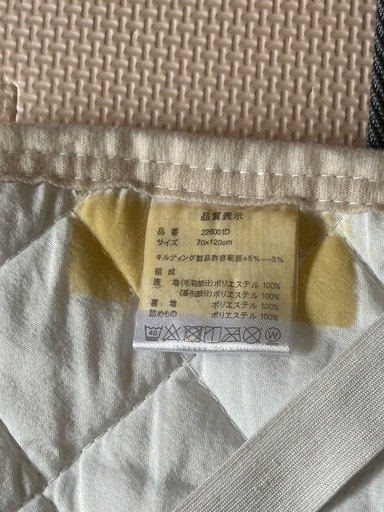 品質表示
品番 226001D
サイズ 70×120cm
キルティング製品許容範囲+5%--3%
組成
表地(毛羽部分)ポリエステル 100%
(基布部分)ポリエステル 100%
裏地 ポリエステル 100%
詰めもの ポリエステル 100%
40 W